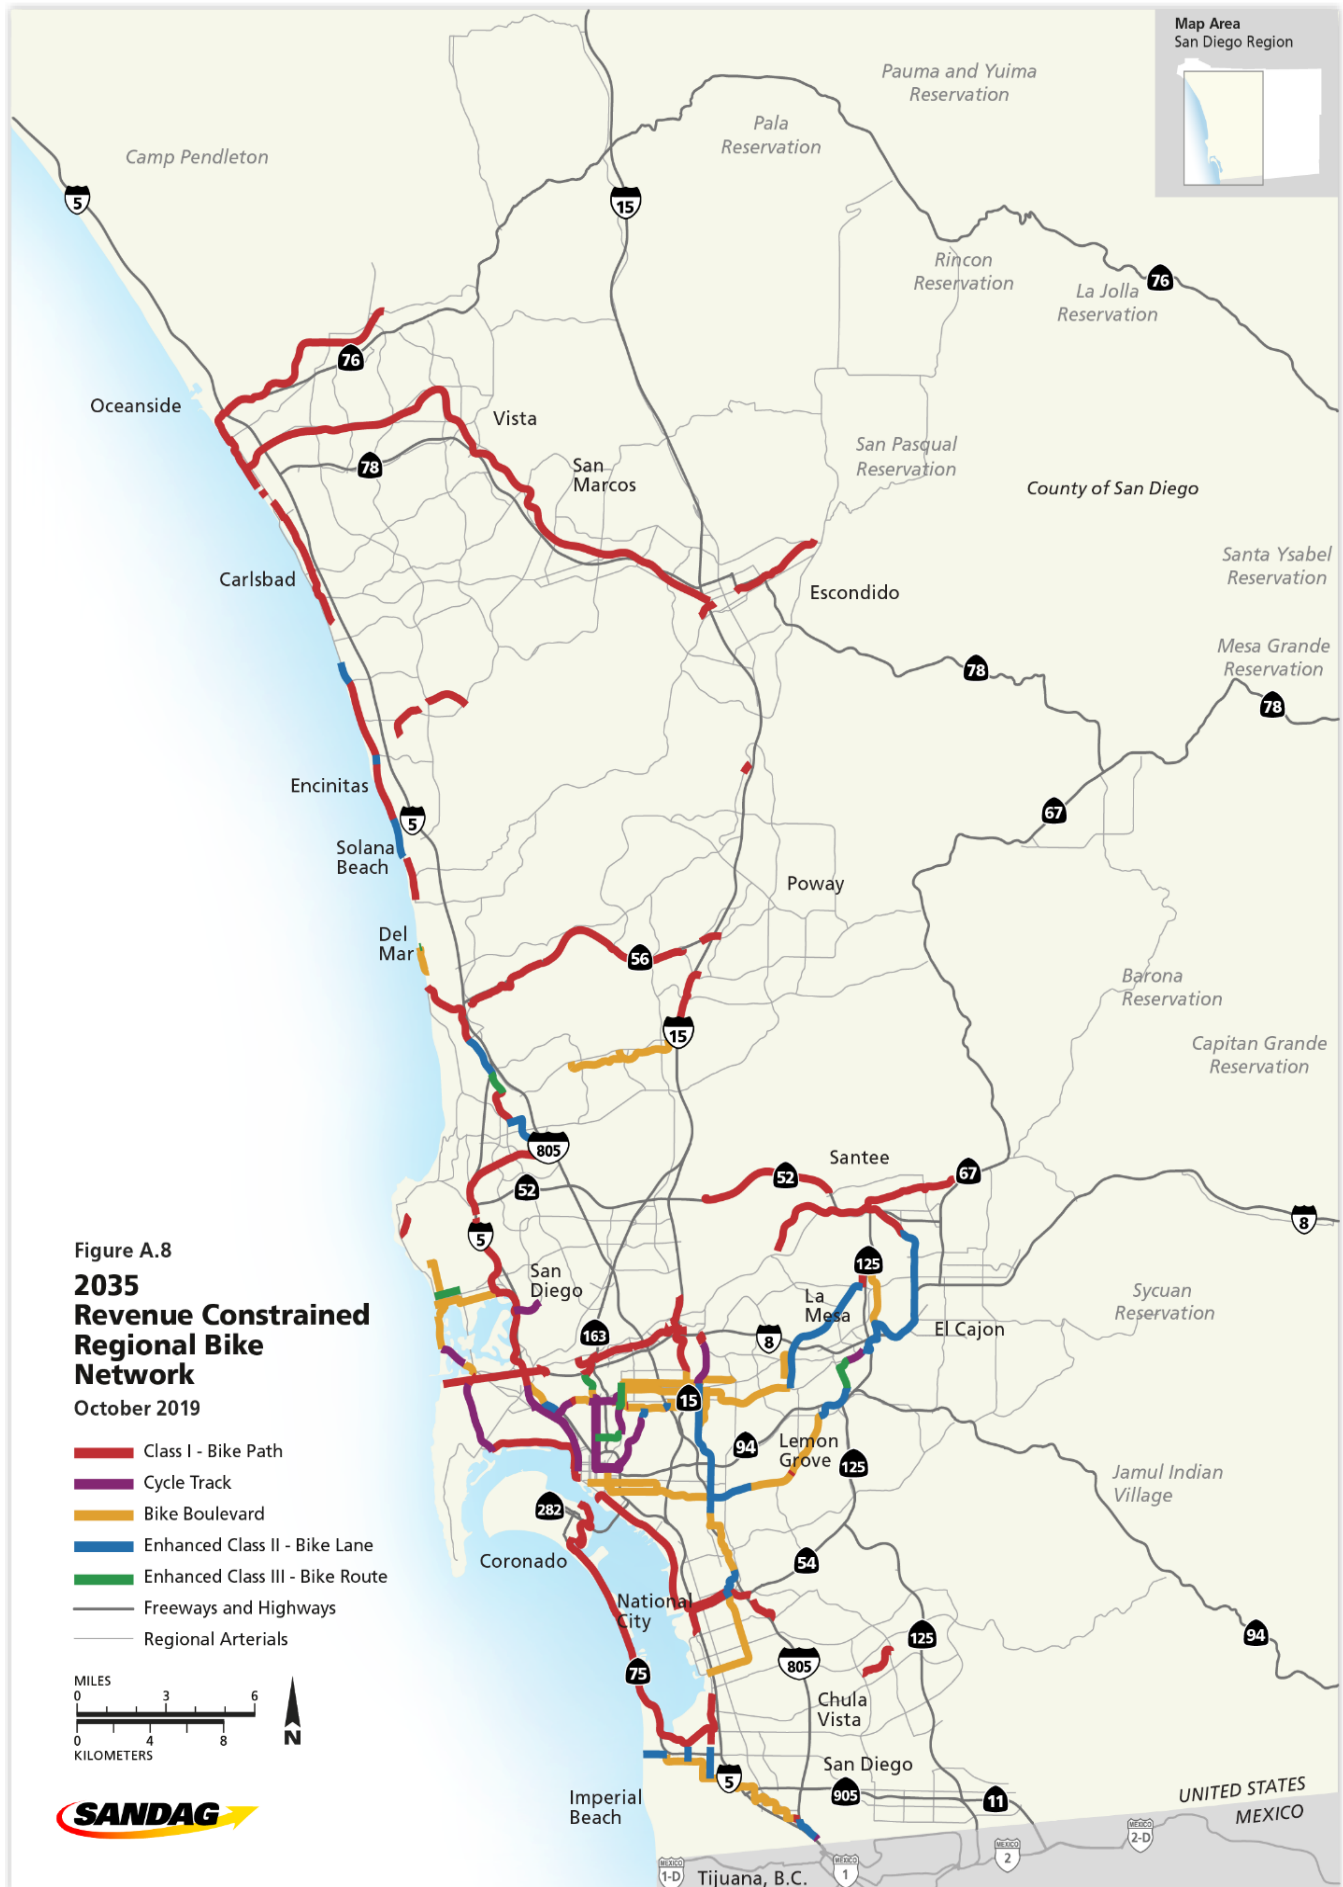 Map Area
San Diego Region
Pauma and Yuima
Reservation
Pala
Reservation
Camp Pendleton
5
15
Rincon
Reservation
La Jolla
Reservation
76
76
Oceanside
Vista
78
San
Marcos
San Pasqual
Reservation
County of San Diego
Santa Ysabel
Reservation
Carlsbad
Escondido
Mesa Grande
Reservation
78
78
Encinitas
5
67
Solana
Beach
Poway
Del
Mar
56
Barona
Reservation
15
Capitan Grande
Reservation
805
Santee
52
52
67
5
8
125
San
Diego
La
Mesa
Sycuan
Reservation
163
8
El Cajon
15
94
Lemon
Grove
125
Jamul Indian
Village
282
Coronado
54
National
City
125
94
75
805
Chula
Vista
San Diego
5
905
11
Imperial
Beach
UNITED STATES
MEXICO
MEXICO
2-D
MEXICO
2
MEXICO
1-D
Tijuana, B.C.
MEXICO
1
Figure A.8
2035
Revenue Constrained
Regional Bike
Network
October 2019
Class I - Bike Path
Cycle Track
Bike Boulevard
Enhanced Class II - Bike Lane
Enhanced Class III - Bike Route
Freeways and Highways
Regional Arterials
MILES
0 3 6
0 4 8
KILOMETERS
N
SANDAG